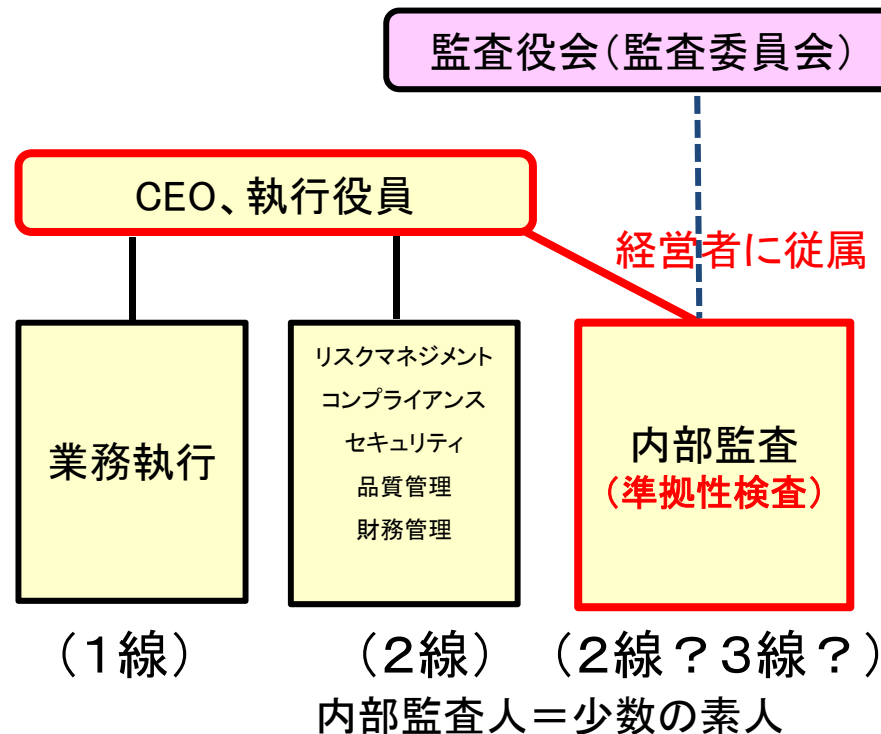 監査役会（監査委員会）
CEO、執行役員
経営者に従属
業務執行
リスクマネジメント
コンプライアンス
セキュリティ
品質管理
財務管理
内部監査
（準拠性検査）
（１線）
（２線）
（２線？３線？）
内部監査人＝少数の素人